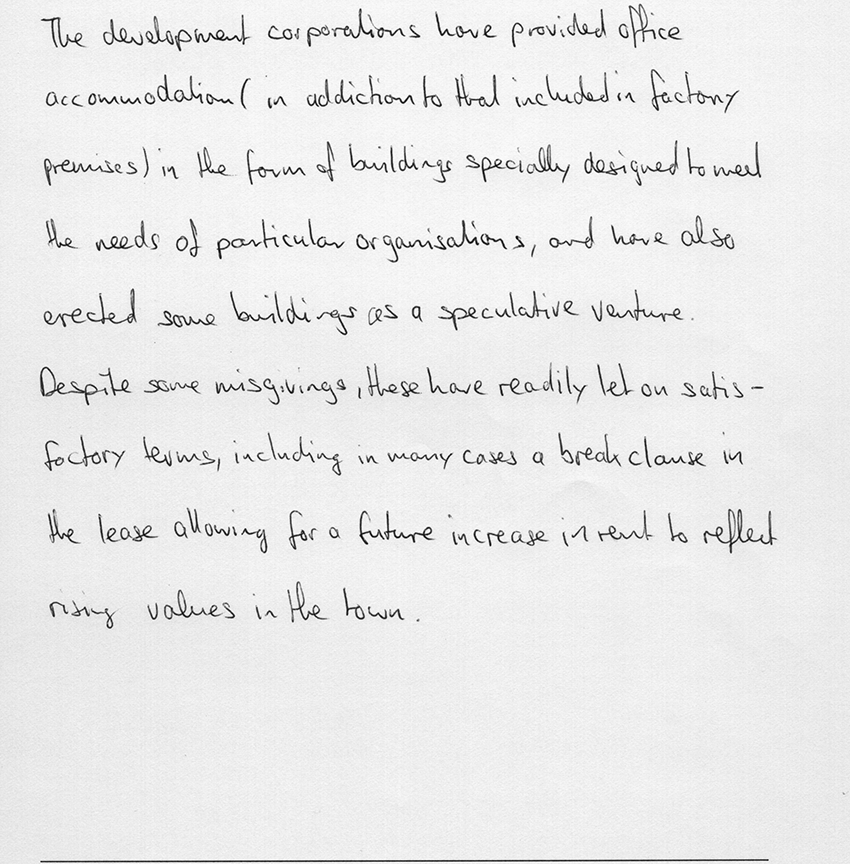 The development corporations have provided office
accommodation ( in addiction to that included in factory
premises) in the form of buildings specially designed to meet
the needs of particular organisations, and have also
erected some buildings as a speculative venture.
Despite some misgivings, these have readily let on satis-
factory terms, including in many cases a break clause in
the lease allowing for a future increase in rent to reflect
rising values in the town.